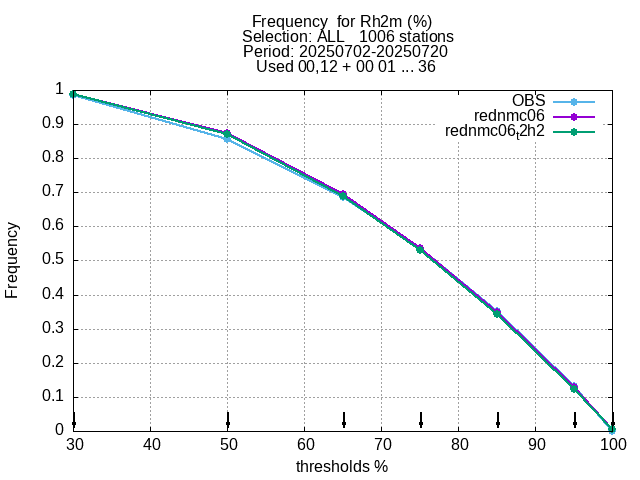 Frequency  for Rh2m (%)
Selection: ALL   1006 stations
Period: 20250702-20250720
Used 00,12 + 00 01 ... 36
OBS
rednmc06
rednmc06t2h2
Frequency
1
0.9
0.8
0.7
0.6
0.5
0.4
0.3
0.2
0.1
0
30 40 50 60 70 80 90 100
thresholds %